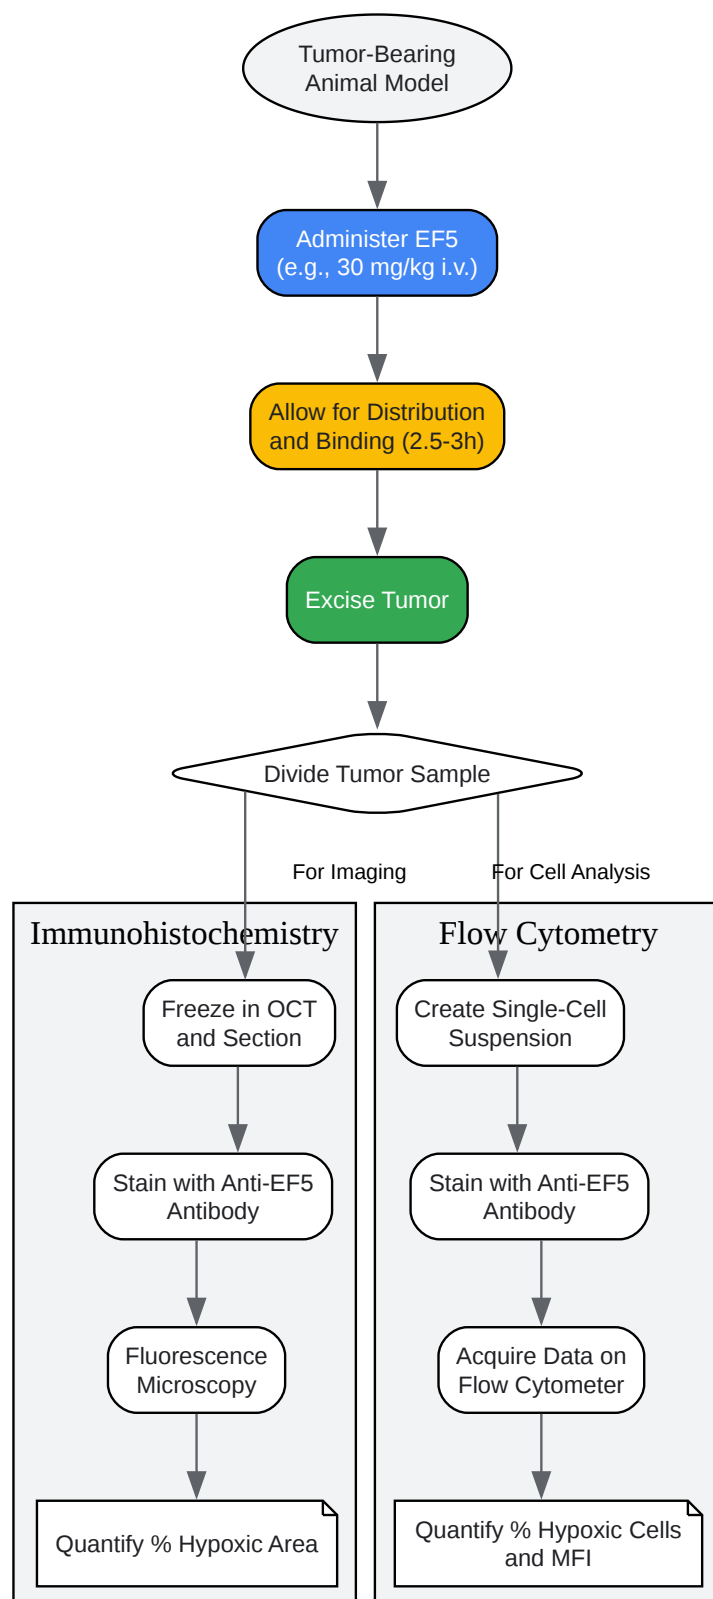 Tumor-Bearing
Animal Model
Administer EF5
(e.g., 30 mg/kg i.v.)
Allow for Distribution
and Binding (2.5-3h)
Excise Tumor
Divide Tumor Sample
For Imaging
For Cell Analysis
Immunohistochemistry
Freeze in OCT
and Section
Stain with Anti-EF5
Antibody
Fluorescence
Microscopy
Quantify % Hypoxic Area
Flow Cytometry
Create Single-Cell
Suspension
Stain with Anti-EF5
Antibody
Acquire Data on
Flow Cytometer
Quantify % Hypoxic Cells
and MFI